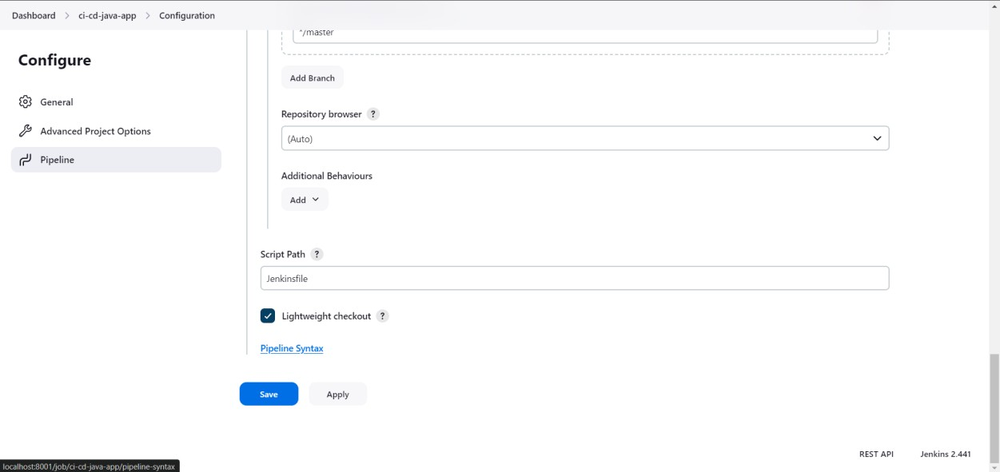 Dashboard > ci-cd-java-app > Configuration
Configure
General
Advanced Project Options
Pipeline
*/master
Add Branch
Repository browser ?
(Auto)
Additional Behaviours
Add
Script Path ?
Jenkinsfile
Lightweight checkout ?
Pipeline Syntax
Save Apply
REST API Jenkins 2.441
localhost:8001/job/ci-cd-java-app/pipeline-syntax